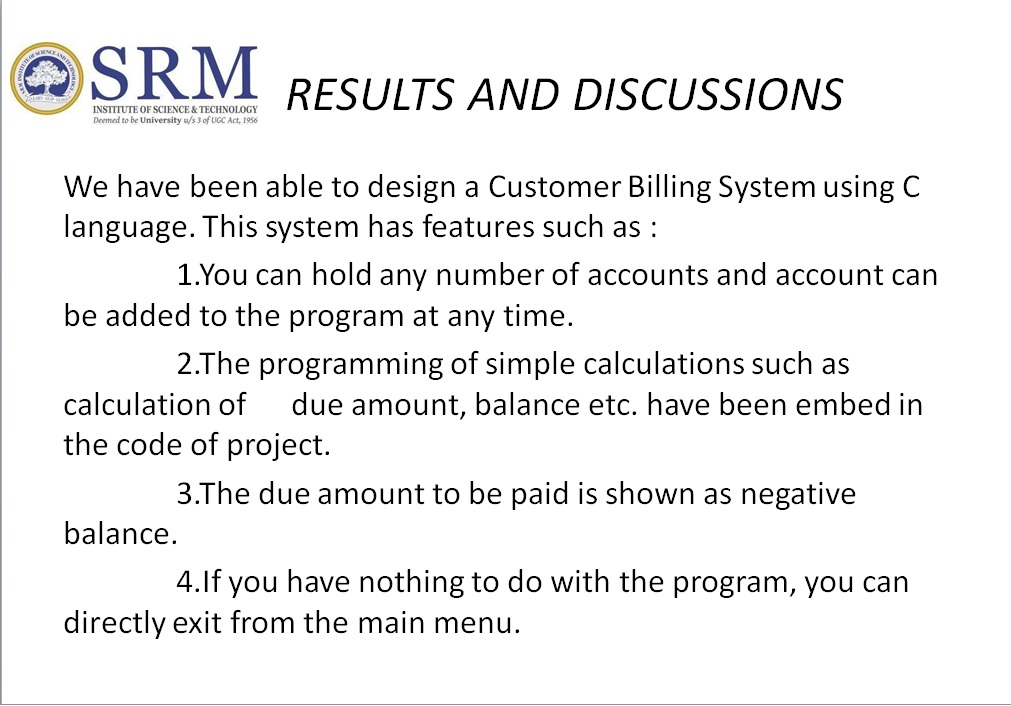 SRM
INSTITUTE OF SCIENCE & TECHNOLOGY
Deemed to be University u/s 3 of UGC Act, 1956
RESULTS AND DISCUSSIONS
We have been able to design a Customer Billing System using C
language. This system has features such as :
1.You can hold any number of accounts and account can
be added to the program at any time.
2.The programming of simple calculations such as
calculation of due amount, balance etc. have been embed in
the code of project.
3.The due amount to be paid is shown as negative
balance.
4.If you have nothing to do with the program, you can
directly exit from the main menu.